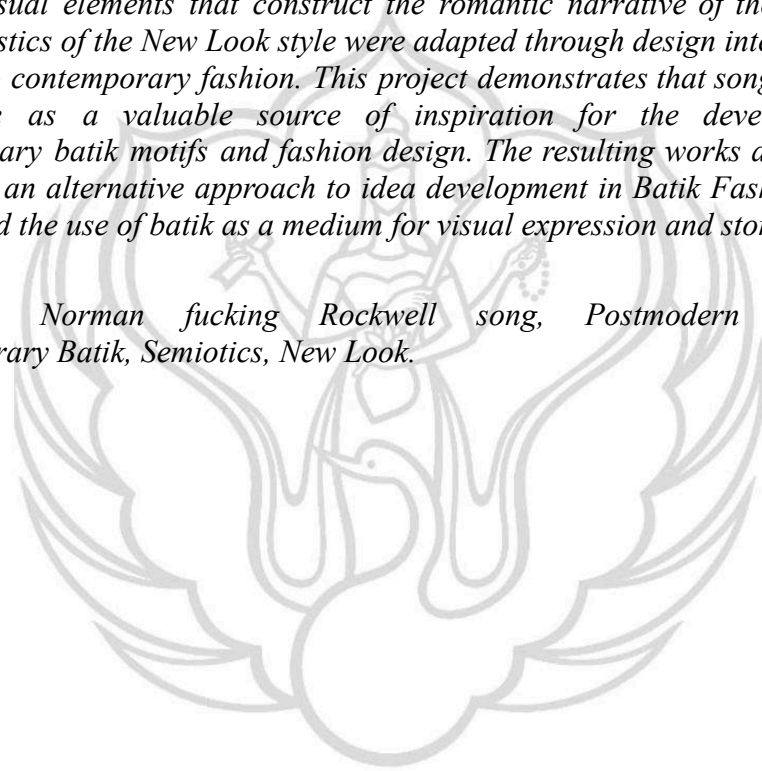 sual elements that construct the romantic narrative of the
stics of the New Look style were adapted through design inte
contemporary fashion. This project demonstrates that song
as a valuable source of inspiration for the deve
ary batik motifs and fashion design. The resulting works a
an alternative approach to idea development in Batik Fas
d the use of batik as a medium for visual expression and sto
Norman fucking Rockwell song, Postmodern
rary Batik, Semiotics, New Look.